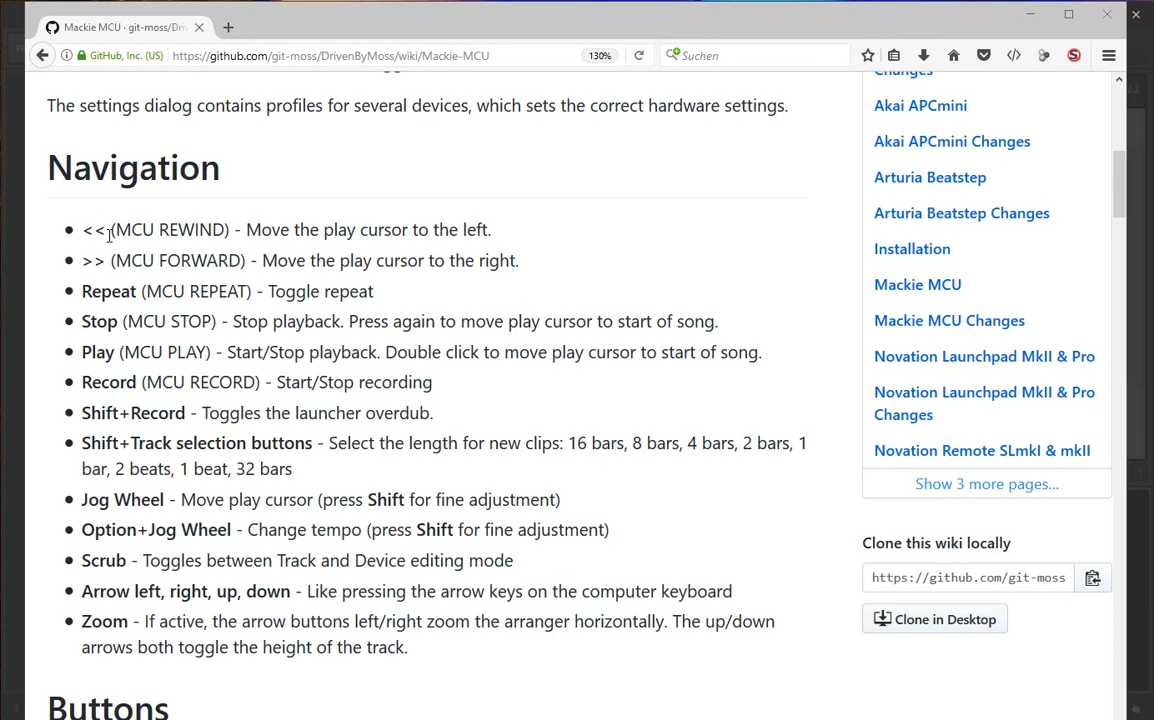 Mackie MCU · git-moss/Dri
GitHub, Inc. (US)
https://github.com/git-moss/DrivenByMoss/wiki/Mackie-MCU
130%
Suchen
The settings dialog contains profiles for several devices, which sets the correct hardware settings.
Navigation
<< (MCU REWIND) - Move the play cursor to the left.
>> (MCU FORWARD) - Move the play cursor to the right.
Repeat (MCU REPEAT) - Toggle repeat
Stop (MCU STOP) - Stop playback. Press again to move play cursor to start of song.
Play (MCU PLAY) - Start/Stop playback. Double click to move play cursor to start of song.
Record (MCU RECORD) - Start/Stop recording
Shift+Record - Toggles the launcher overdub.
Shift+Track selection buttons - Select the length for new clips: 16 bars, 8 bars, 4 bars, 2 bars, 1
bar, 2 beats, 1 beat, 32 bars
Jog Wheel - Move play cursor (press Shift for fine adjustment)
Option+Jog Wheel - Change tempo (press Shift for fine adjustment)
Scrub - Toggles between Track and Device editing mode
Arrow left, right, up, down - Like pressing the arrow keys on the computer keyboard
Zoom - If active, the arrow buttons left/right zoom the arranger horizontally. The up/down
arrows both toggle the height of the track.
Buttons
Changes
Akai APCmini
Akai APCmini Changes
Arturia Beatstep
Arturia Beatstep Changes
Installation
Mackie MCU
Mackie MCU Changes
Novation Launchpad MkII & Pro
Novation Launchpad MkII & Pro
Changes
Novation Remote SLmkI & mkII
Show 3 more pages...
Clone this wiki locally
https://github.com/git-moss
Clone in Desktop